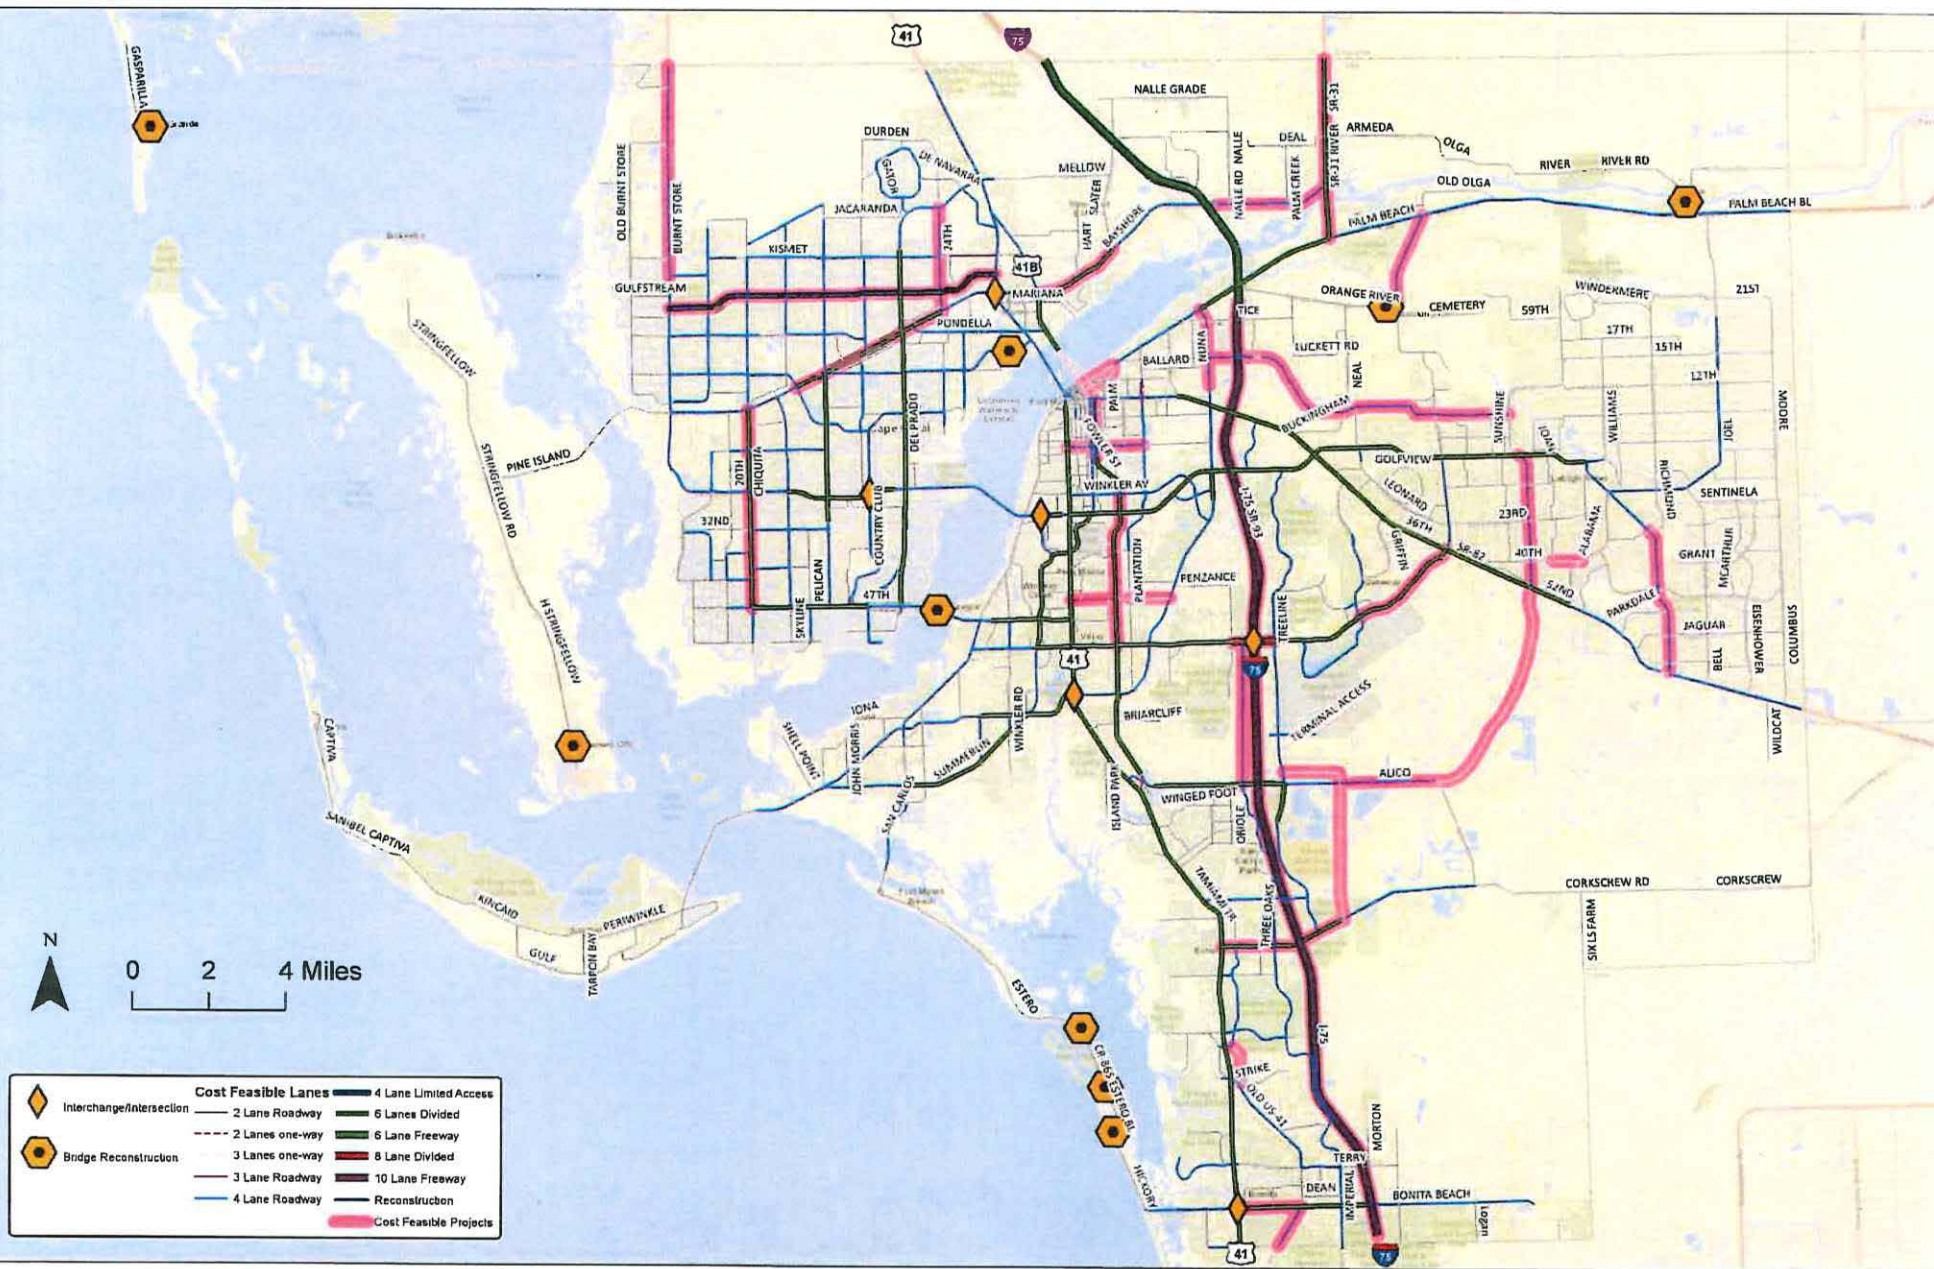 41
75
GASPARILLA
NALLE GRADE
DURDEN
DE NAVARRA
GATOR
MELLOW
NALLE RD NALLE
DEAL
PALM CREEK
SR-31 RIVER SR-31
ARMEDA
OLGA
RIVER
RIVER RD
OLD OLGA
PALM BEACH
PALM BEACH BL
OLD BURNT STORE
BURNT STORE
JACARANDA
KISMET
24TH
HART
SLATER
BAYSHORE
41B
GULFSTREAM
MARIANA
PONDELLA
ORANGE RIVER
CEMETERY
59TH
WINDERMERE
21ST
TICE
17TH
15TH
12TH
STRINGFELLOW
BALLARD
NUNA
LUCKETT RD
NEAL
PALM
BUCKINGHAM
SUNSHINE
WILLIAMS
JOEL
MOORE
DEL PRADO
FOWLER ST
JOAN
GOLFVIEW
PINE ISLAND
STRINGFELLOW RD
20TH
CHIQUITA
COUNTRY CLUB
WINKLER AV
I-75 SR-93
LEONARD
RICHMOND
SENTINELA
32ND
36TH
23RD
ALABAMA
SR-82
GRIFFIN
40TH
GRANT
MCARTHUR
PELICAN
47TH
SKYLINE
PLANTATION
PENZANCE
TREELINE
52ND
PARKDALE
JAGUAR
BELL
EISENHOWER
COLUMBUS
H STRINGFELLOW
41
75
IONA
SHELL POINT
JOHN MORRIS
WINKLER RD
BRIARCLIFF
TERMINAL ACCESS
WILDCAT
CAPTIVA
SUMMERLIN
SAN CARLOS
ISLAND PARK
WINGED FOOT
ORIOLE
ALICO
SANIBEL CAPTIVA
TAMIAMI TR
THREE OAKS
CORKSCREW RD
CORKSCREW
KINCAID
PERIWINKLE
GULF
TARPON BAY
SIX LS FARM
ESTERO
CR 865 ESTERO BL
I-75
STRIKE
OLD US-41
HICKORY
MORTON
TERRY
DEAN
IMPERIAL
BONITA BEACH
41
75
N
0 2 4 Miles
Interchange/Intersection
Bridge Reconstruction
Cost Feasible Lanes
2 Lane Roadway
2 Lanes one-way
3 Lanes one-way
3 Lane Roadway
4 Lane Roadway
4 Lane Limited Access
6 Lanes Divided
6 Lane Freeway
8 Lane Divided
10 Lane Freeway
Reconstruction
Cost Feasible Projects